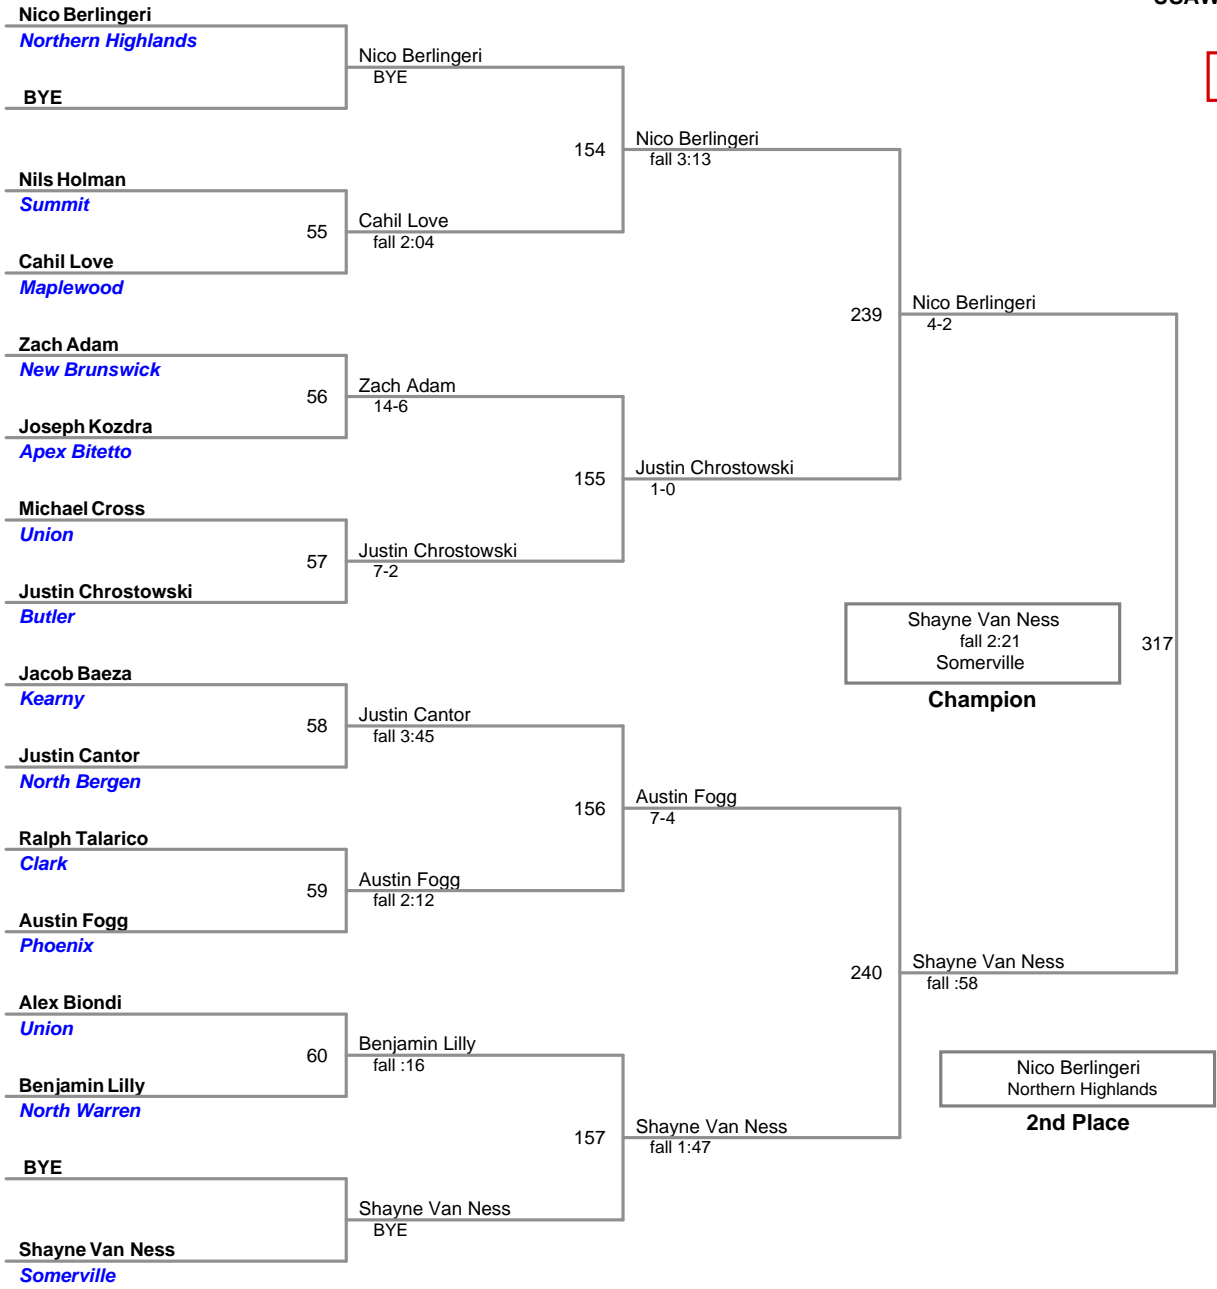 Nico Berlingeri
Northern Highlands
Nico Berlingeri
BYE
BYE
154
Nico Berlingeri
fall 3:13
Nils Holman
Summit
55
Cahil Love
fall 2:04
Cahil Love
Maplewood
239
Nico Berlingeri
4-2
Zach Adam
New Brunswick
56
Zach Adam
14-6
Joseph Kozdra
Apex Bitetto
155
Justin Chrostowski
1-0
Michael Cross
Union
57
Justin Chrostowski
7-2
Justin Chrostowski
Butler
Shayne Van Ness
fall 2:21
Somerville
317
Champion
Jacob Baeza
Kearny
58
Justin Cantor
fall 3:45
Justin Cantor
North Bergen
156
Austin Fogg
7-4
Ralph Talarico
Clark
59
Austin Fogg
fall 2:12
Austin Fogg
Phoenix
240
Shayne Van Ness
fall :58
Alex Biondi
Union
60
Benjamin Lilly
fall :16
Benjamin Lilly
North Warren
Nico Berlingeri
Northern Highlands
2nd Place
157
Shayne Van Ness
fall 1:47
BYE
Shayne Van Ness
BYE
Shayne Van Ness
Somerville